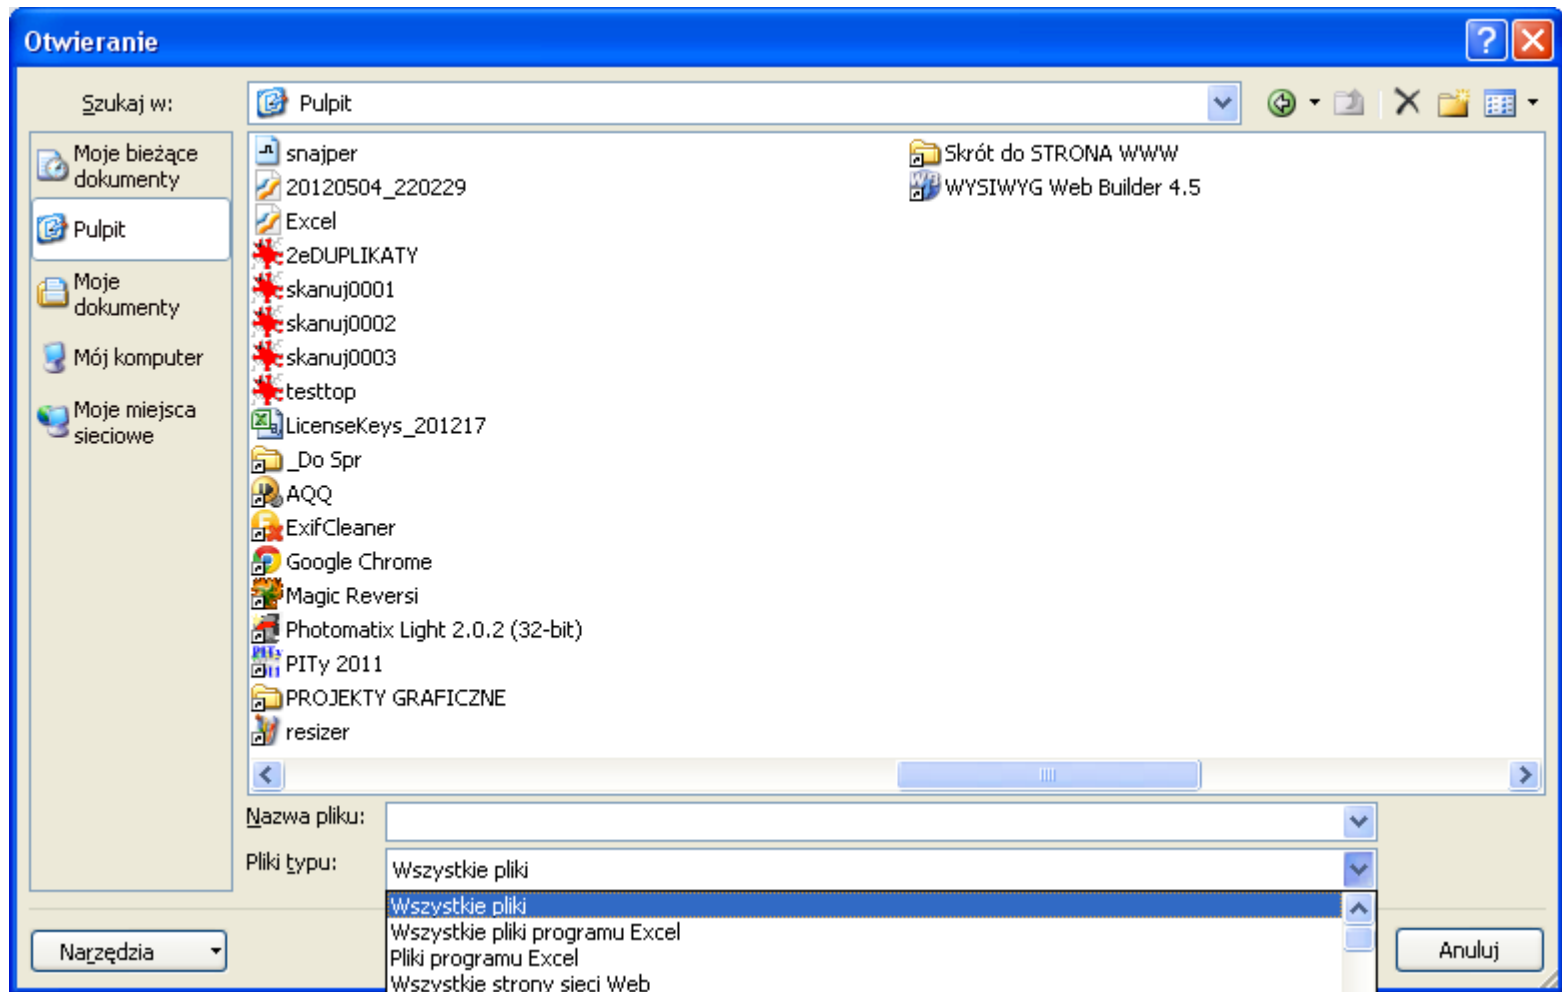 Otwieranie
Szukaj w:
Pulpit
Moje bieżące
dokumenty
Pulpit
Moje
dokumenty
Mój komputer
Moje miejsca
sieciowe
snajper
20120504_220229
Excel
2eDUPLIKATY
skanuj0001
skanuj0002
skanuj0003
testtop
LicenseKeys_201217
_Do Spr
AQQ
ExifCleaner
Google Chrome
Magic Reversi
Photomatix Light 2.0.2 (32-bit)
PITy 2011
PROJEKTY GRAFICZNE
resizer
Skrót do STRONA WWW
WYSIWYG Web Builder 4.5
Nazwa pliku:
Pliki typu:
Wszystkie pliki
Wszystkie pliki
Wszystkie pliki programu Excel
Pliki programu Excel
Wszystkie strony sieci Web
Narzędzia
Anuluj